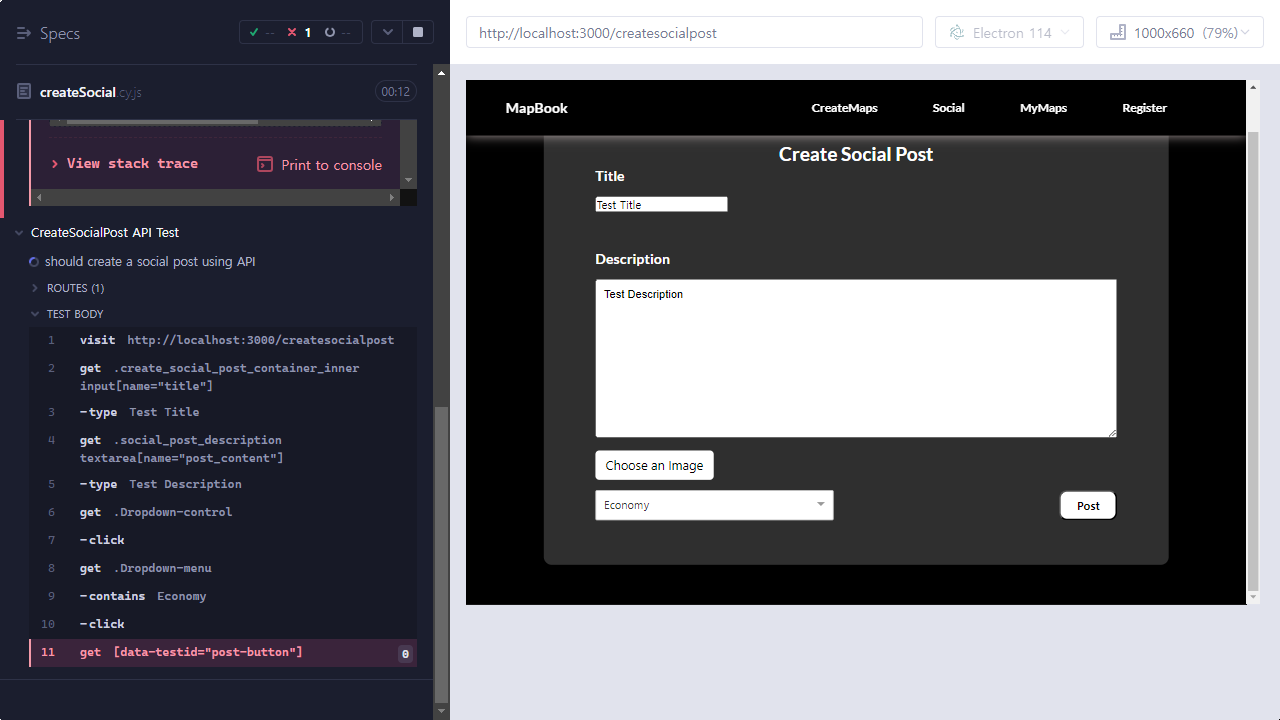 Specs
-- 1 --
createSocial.cy.js
00:12
View stack trace
Print to console
CreateSocialPost API Test
should create a social post using API
ROUTES (1)
TEST BODY
1 visit http://localhost:3000/createsocialpost
2 get .create_social_post_container_inner
input[name="title"]
3 -type Test Title
4 get .social_post_description
textarea[name="post_content"]
5 -type Test Description
6 get .Dropdown-control
7 -click
8 get .Dropdown-menu
9 -contains Economy
10 -click
11 get [data-testid="post-button"] 0
http://localhost:3000/createsocialpost
Electron 114
1000x660 (79%)
MapBook
CreateMaps
Social
MyMaps
Register
Create Social Post
Title
Test Title
Description
Test Description
Choose an Image
Economy
Post